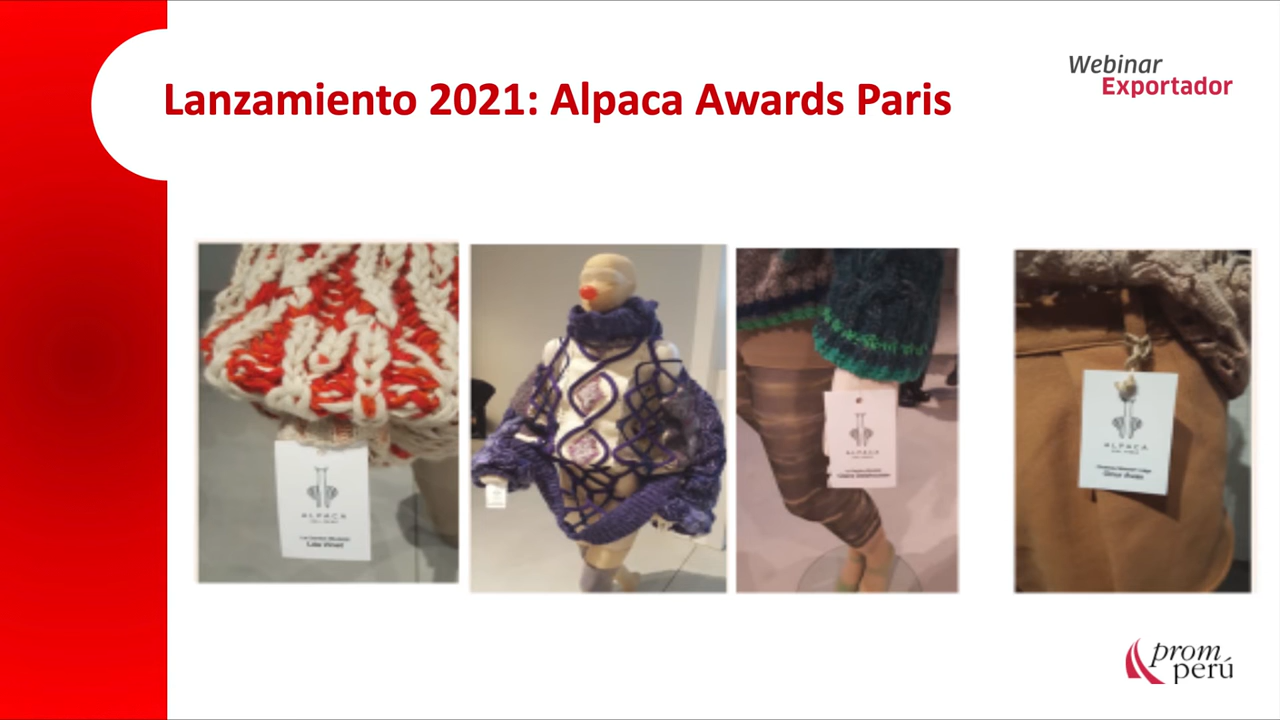 Lanzamiento 2021: Alpaca Awards Paris
Webinar
Exportador
ALPACA
ALPACA
ALPACA
prom
perú